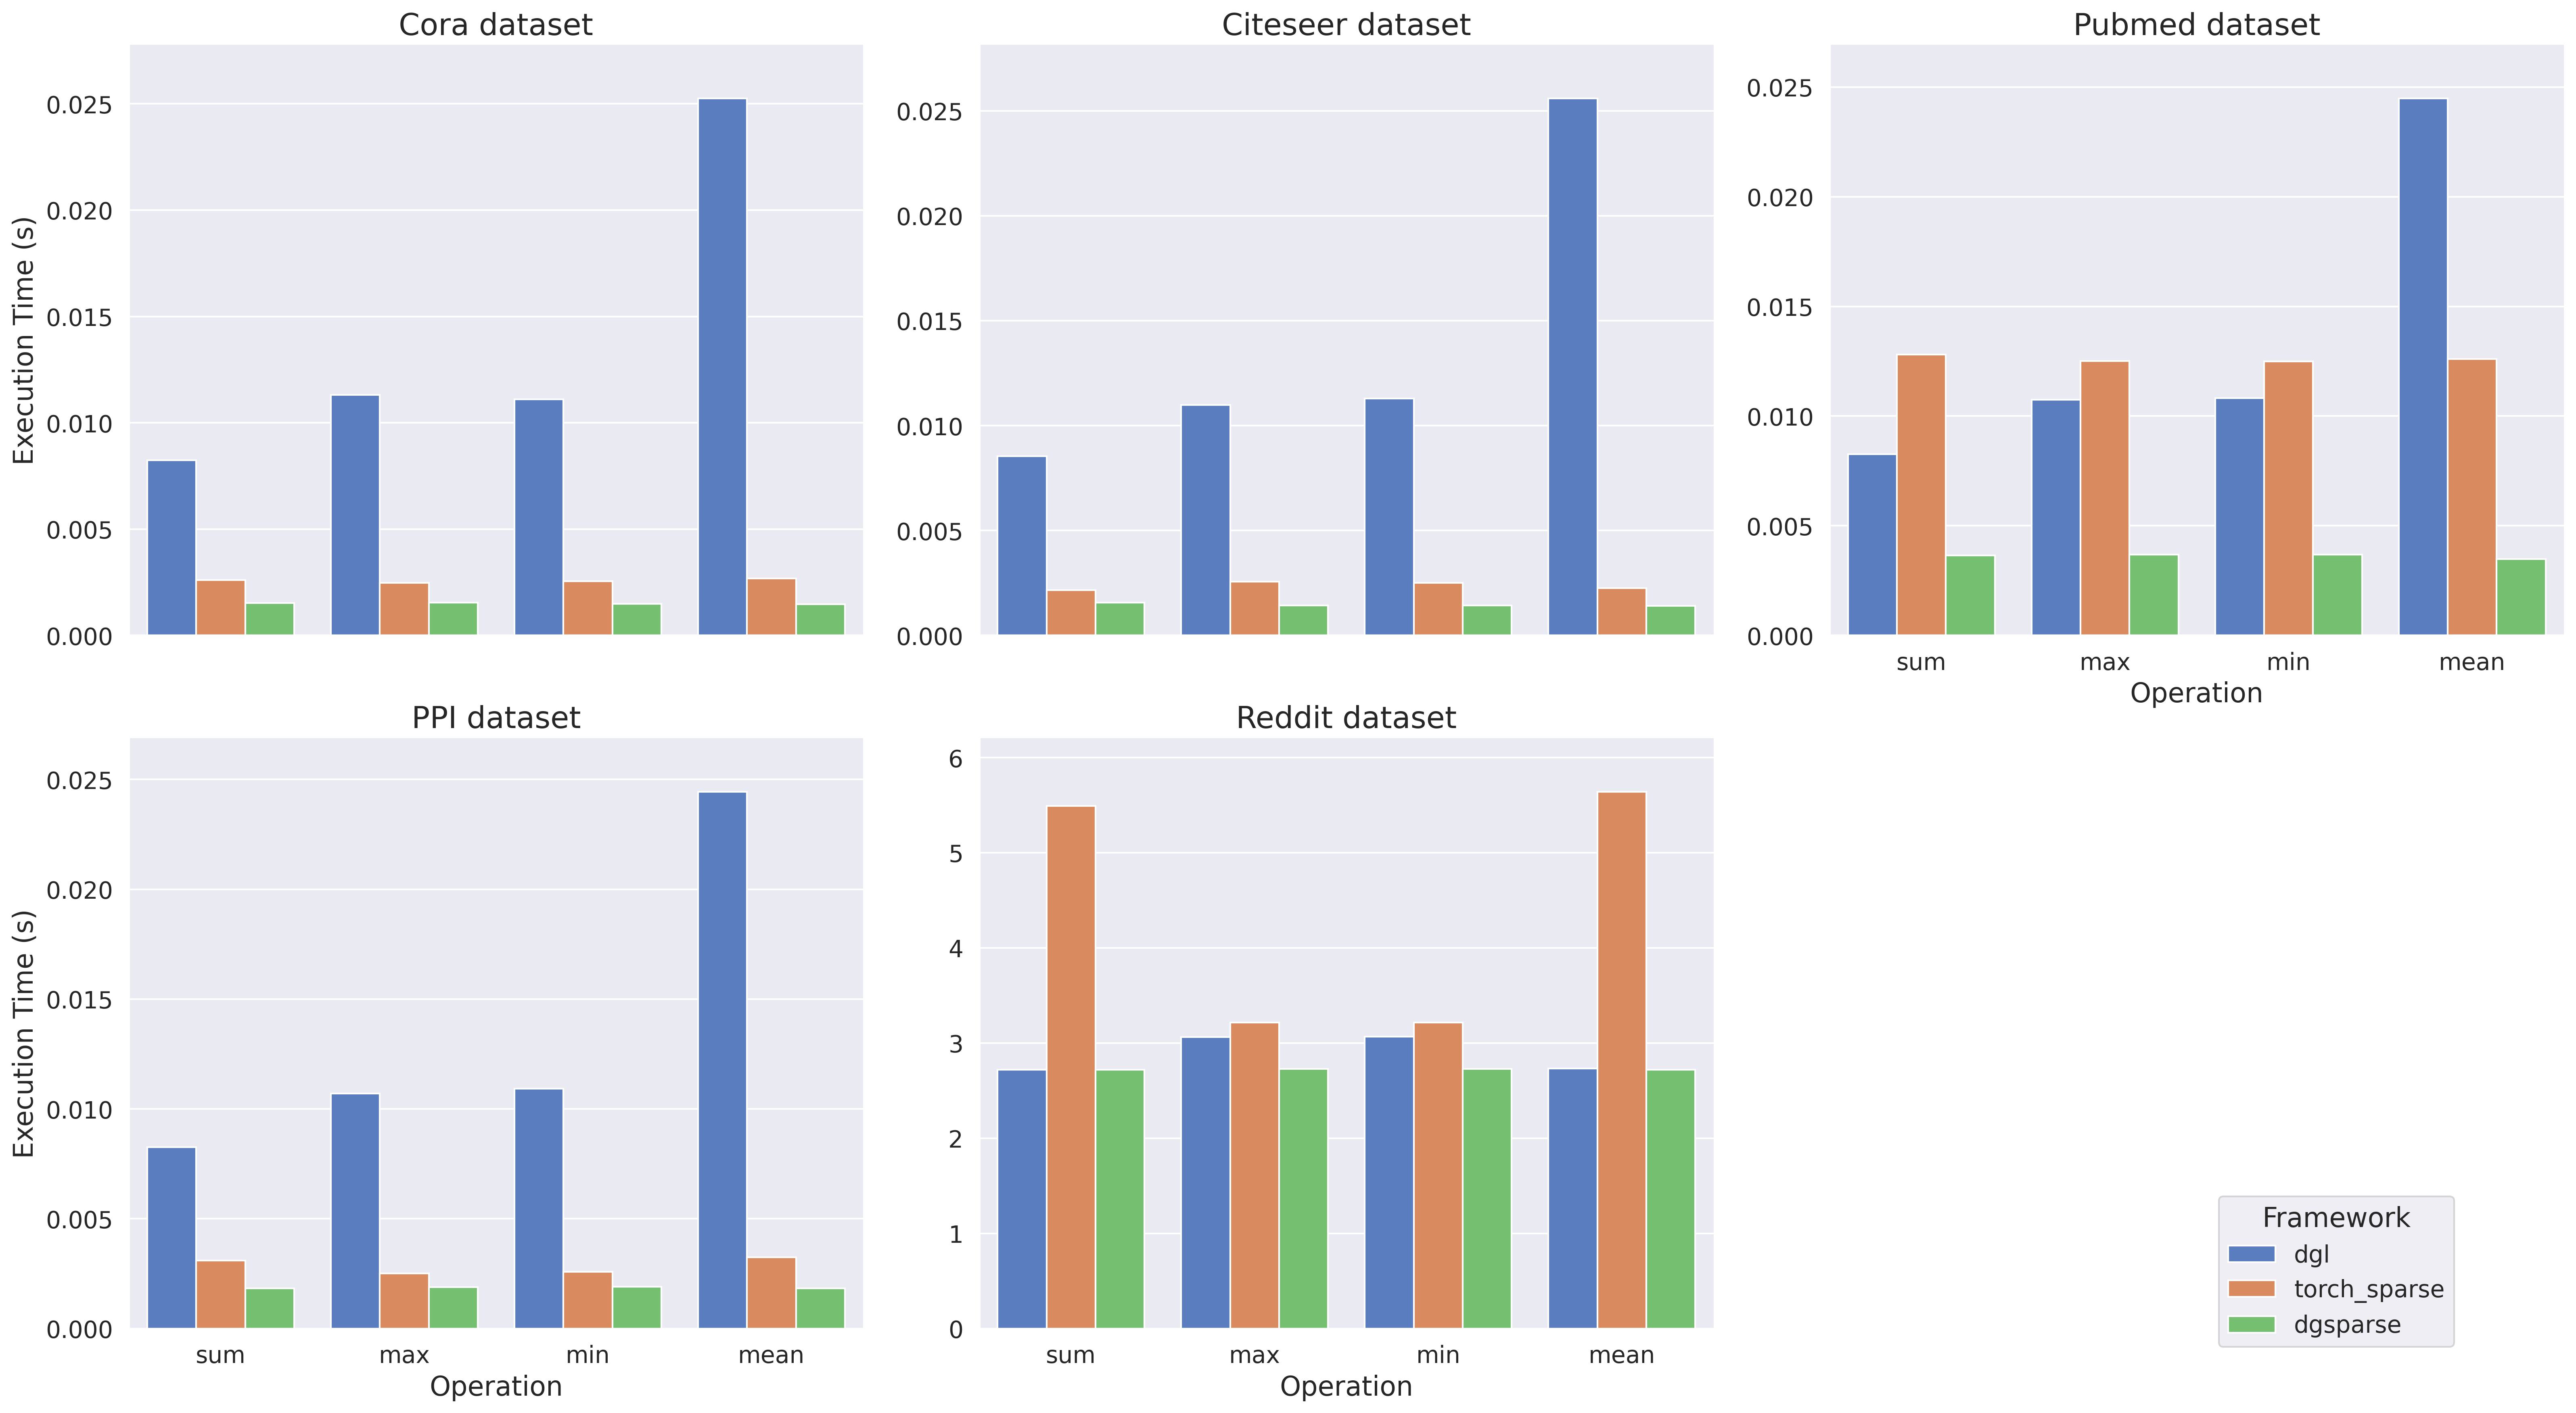 Cora dataset
Execution Time (s)
0.025
0.020
0.015
0.010
0.005
0.000
Citeseer dataset
0.025
0.020
0.015
0.010
0.005
0.000
Pubmed dataset
0.025
0.020
0.015
0.010
0.005
0.000
sum max min mean
Operation
PPI dataset
Execution Time (s)
0.025
0.020
0.015
0.010
0.005
0.000
sum max min mean
Operation
Reddit dataset
6
5
4
3
2
1
0
sum max min mean
Operation
Framework
dgl
torch_sparse
dgsparse